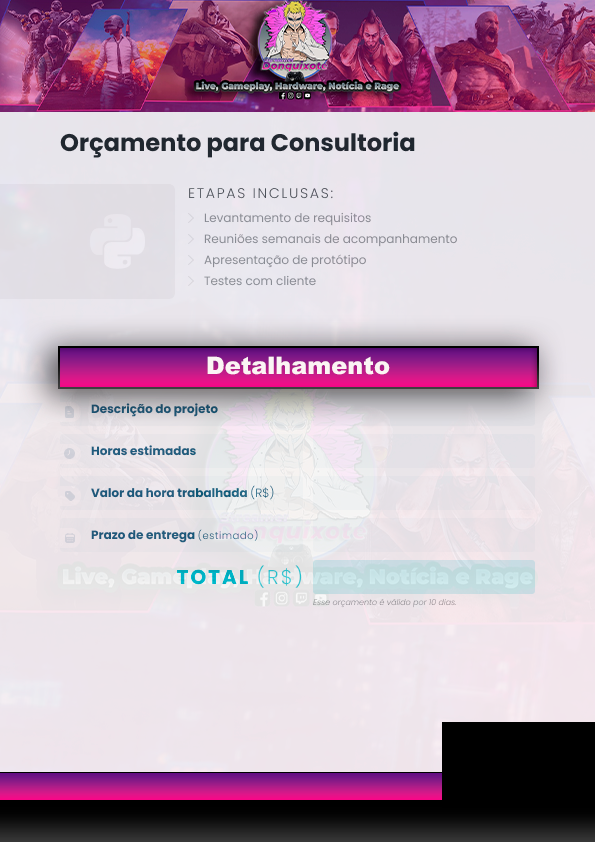 Donquixote
Live, Gameplay, Hardware, Notícia e Rage
Orçamento para Consultoria
ETAPAS INCLUSAS:
Levantamento de requisitos
Reuniões semanais de acompanhamento
Apresentação de protótipo
Testes com cliente
Detalhamento
Descrição do projeto
Horas estimadas
Valor da hora trabalhada (R$)
Prazo de entrega (estimado)
Donquixote
Live, Gam ware, Notícia e Rage
TOTAL (R$)
Esse orçamento é válido por 10 dias.